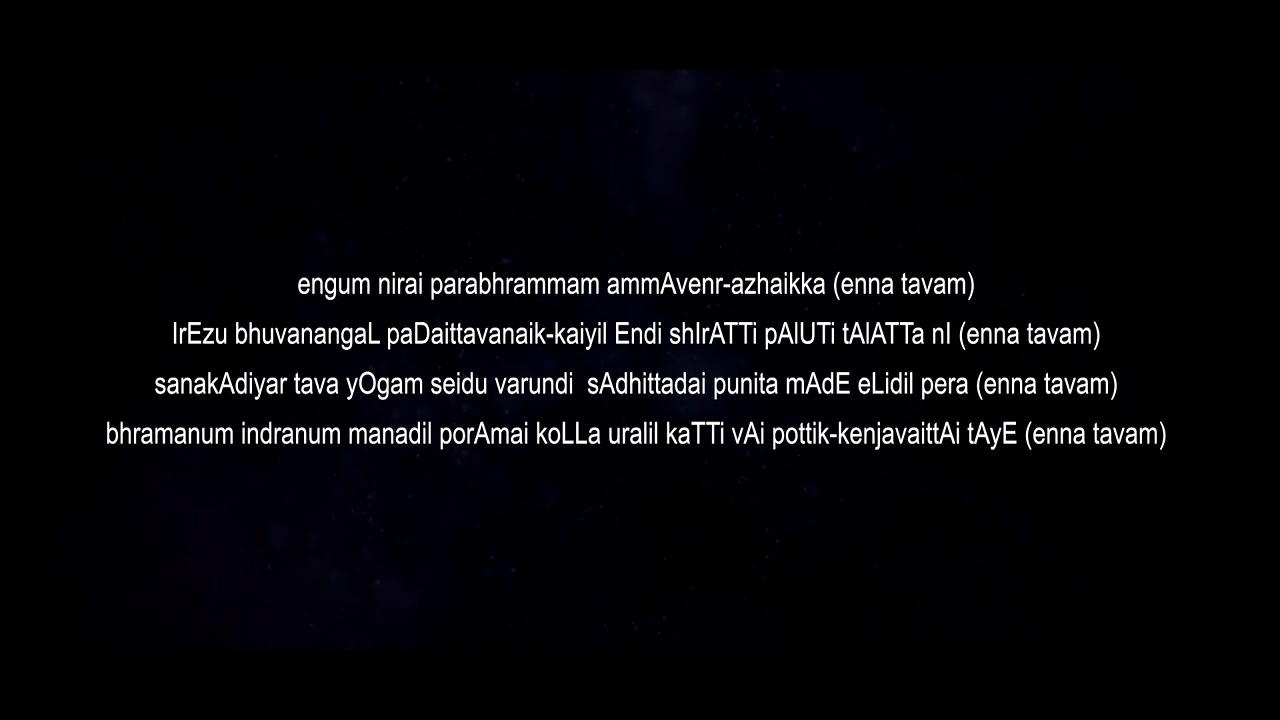 engum nirai parabhrammam ammAvenr-azhaikka (enna tavam)
IrEzu bhuvanangaL paDaittavanaik-kaiyil Endi shIrATTi pAlUTi tAlATTa nI (enna tavam)
sanakAdiyar tava yOgam seidu varundi  sAdhittadai punita mAdE eLidil pera (enna tavam)
bhramanum indranum manadil porAmai koLLa uralil kaTTi vAi pottik-kenjavaittAi tAyE (enna tavam)